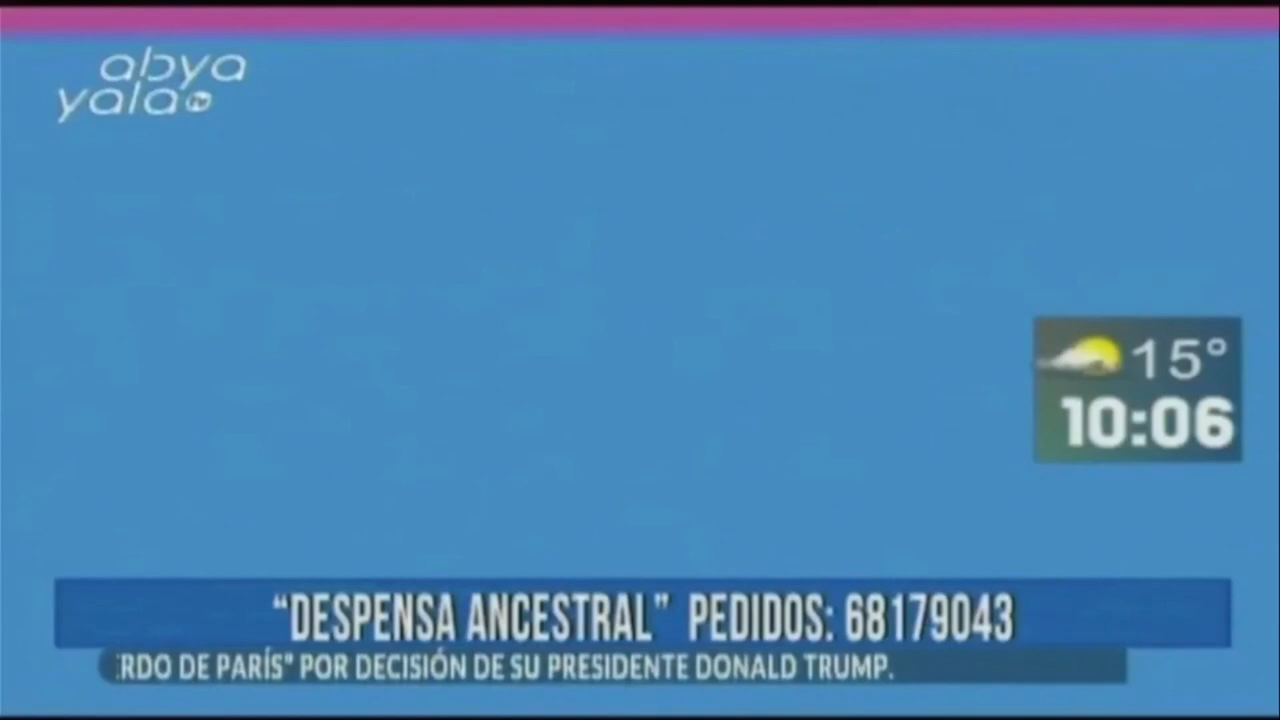 abya
yala tv
15°
10:06
“DESPENSA ANCESTRAL” PEDIDOS: 68179043
RDO DE PARÍS" POR DECISIÓN DE SU PRESIDENTE DONALD TRUMP.